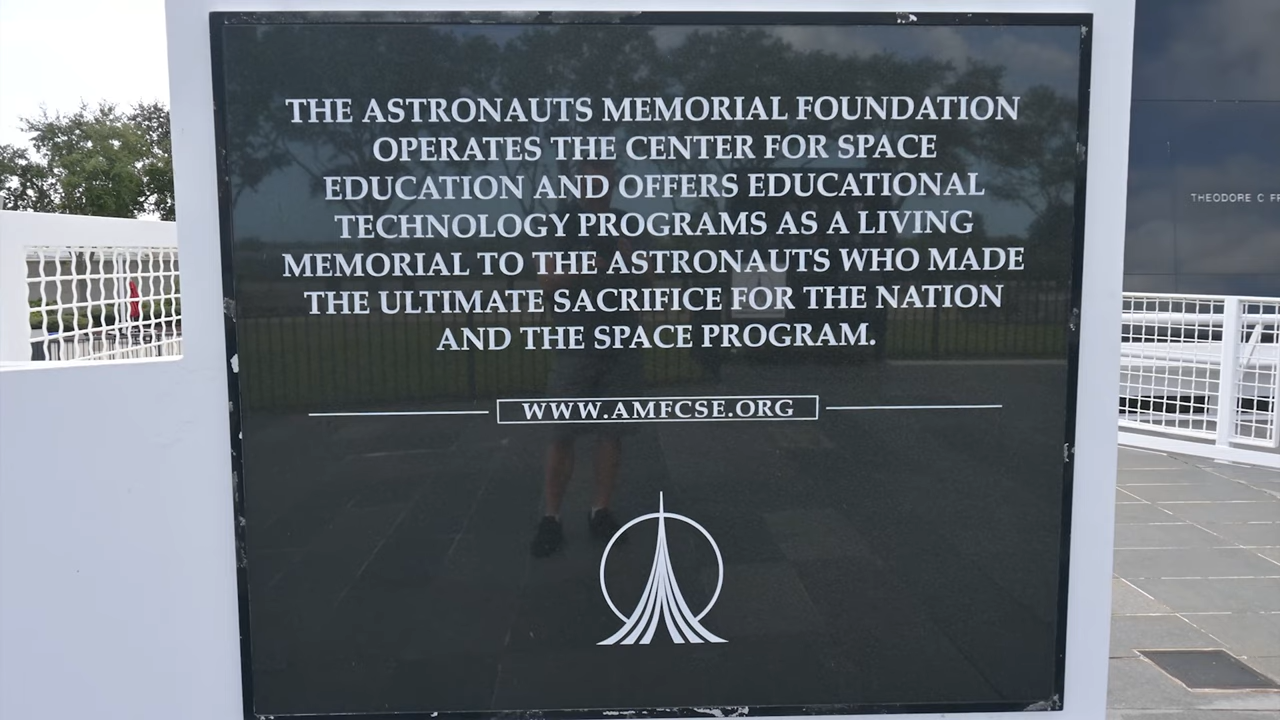 THE ASTRONAUTS MEMORIAL FOUNDATION
OPERATES THE CENTER FOR SPACE
EDUCATION AND OFFERS EDUCATIONAL
TECHNOLOGY PROGRAMS AS A LIVING
MEMORIAL TO THE ASTRONAUTS WHO MADE
THE ULTIMATE SACRIFICE FOR THE NATION
AND THE SPACE PROGRAM.
WWW.AMFCSE.ORG
THEODORE C